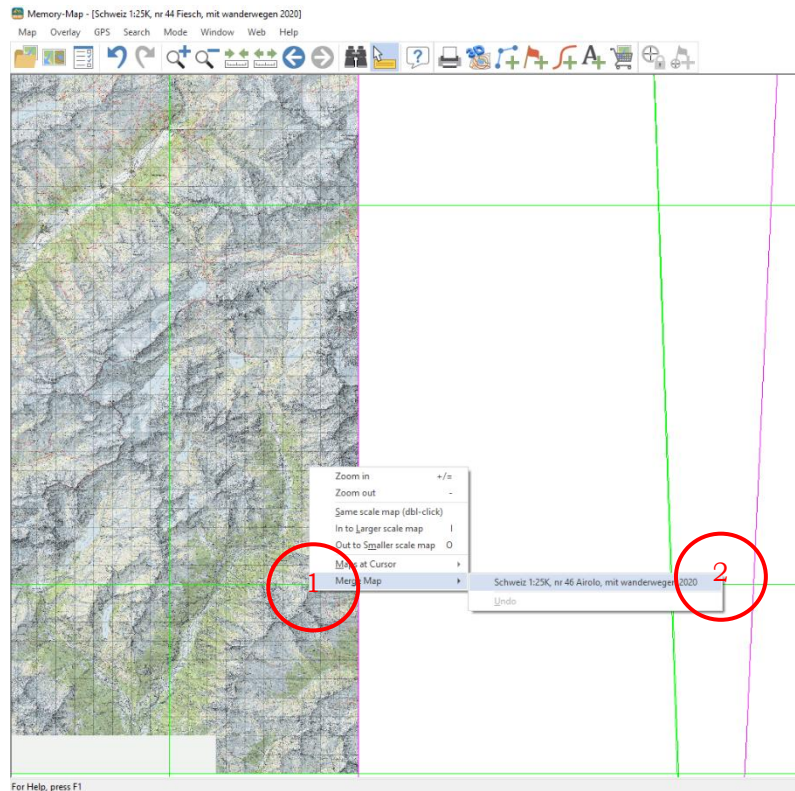 Memory-Map - [Schweiz 1:25K, nr 44 Fiesch, mit wanderwegen 2020]
Map Overlay GPS Search Mode Window Web Help
Zoom in +/=
Zoom out -
Same scale map (dbl-click)
In to Larger scale map I
Out to Smaller scale map O
Maps at Cursor
1
Merge Map
2
Schweiz 1:25K, nr 46 Airolo, mit wanderwegen 2020
Undo
For Help, press F1